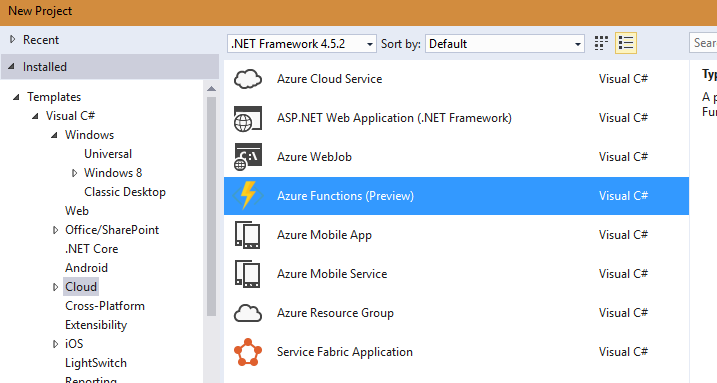 New Project
Recent
.NET Framework 4.5.2
Sort by:
Default
Installed
Templates
Visual C#
Windows
Universal
Windows 8
Classic Desktop
Web
Office/SharePoint
.NET Core
Android
Cloud
Cross-Platform
Extensibility
iOS
LightSwitch
Reporting
Azure Cloud Service Visual C#
ASP.NET Web Application (.NET Framework) Visual C#
Azure WebJob Visual C#
Azure Functions (Preview) Visual C#
Azure Mobile App Visual C#
Azure Mobile Service Visual C#
Azure Resource Group Visual C#
Service Fabric Application Visual C#
Sear
Typ
A p
Fur